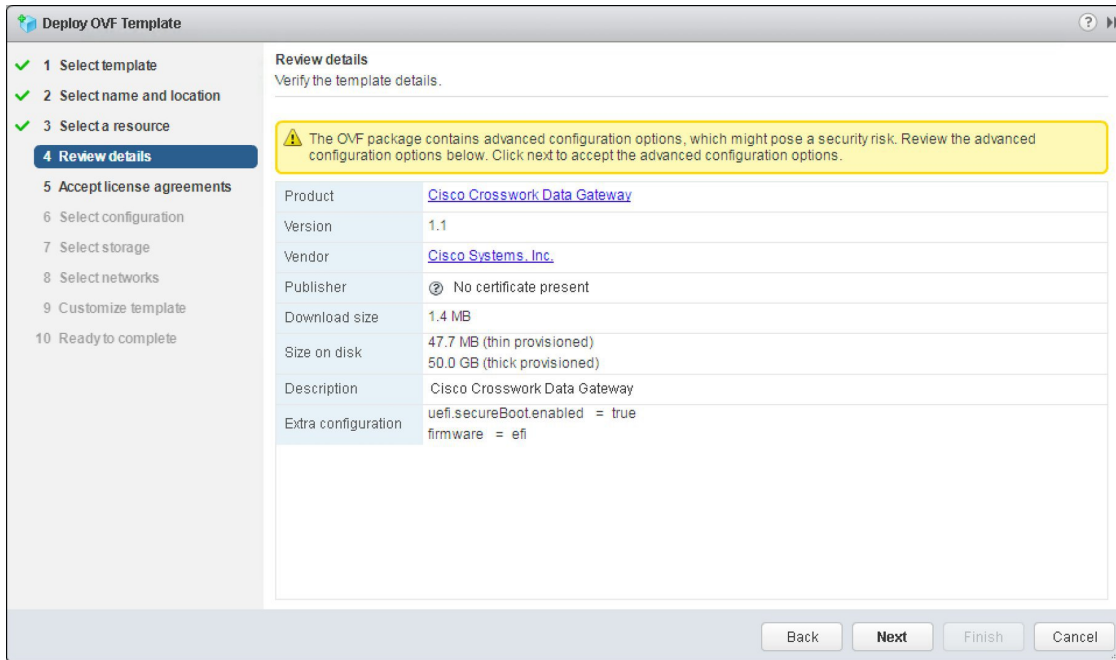 Deploy OVF Template
1 Select template
2 Select name and location
3 Select a resource
4 Review details
5 Accept license agreements
6 Select configuration
7 Select storage
8 Select networks
9 Customize template
10 Ready to complete
Review details
Verify the template details.
The OVF package contains advanced configuration options, which might pose a security risk. Review the advanced
configuration options below. Click next to accept the advanced configuration options.
Product Cisco Crosswork Data Gateway
Version 1.1
Vendor Cisco Systems, Inc.
Publisher ? No certificate present
Download size 1.4 MB
Size on disk 47.7 MB (thin provisioned)
50.0 GB (thick provisioned)
Description Cisco Crosswork Data Gateway
Extra configuration uefi.secureBoot.enabled = true
firmware = efi
Back Next Finish Cancel